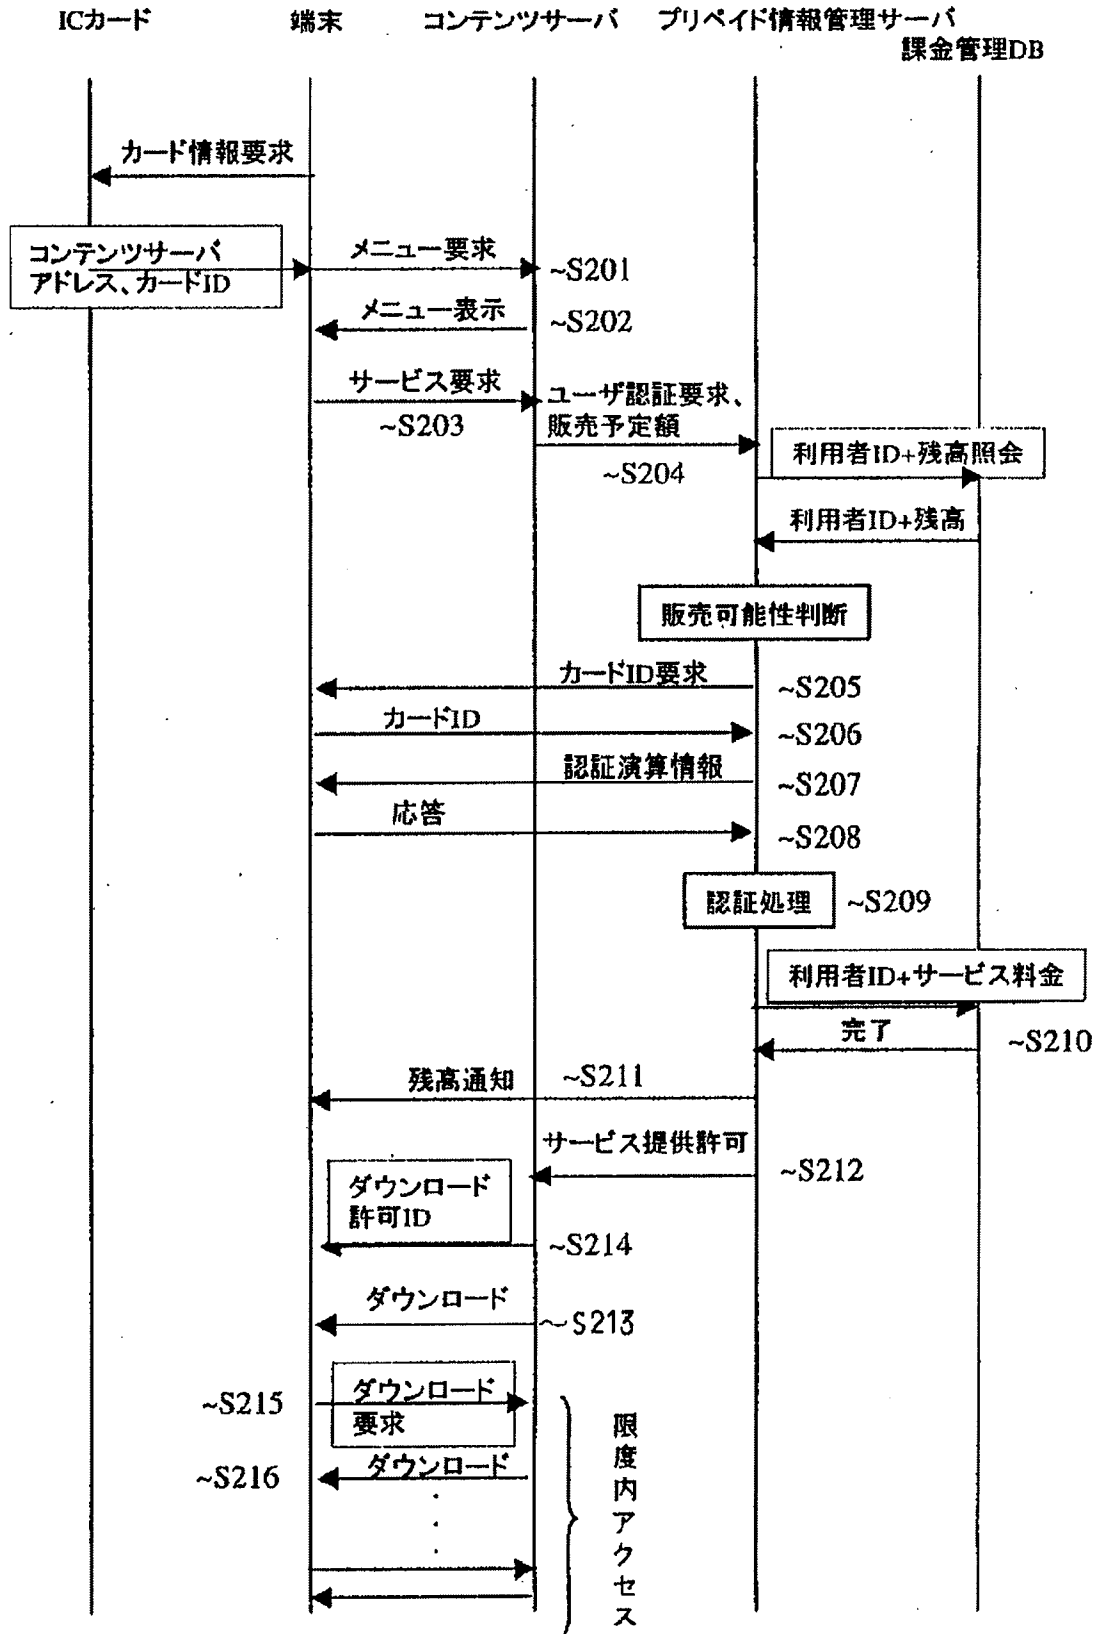 ICカード
端末
コンテンツサーバ
プリペイド情報管理サーバ
課金管理DB
カード情報要求
コンテンツサーバ
アドレス、カードID
メニュー要求
~S201
メニュー表示
~S202
サービス要求
~S203
ユーザ認証要求、
販売予定額
~S204
利用者ID+残高照会
利用者ID+残高
販売可能性判断
カードID要求
~S205
カードID
~S206
認証演算情報
~S207
応答
~S208
認証処理
~S209
利用者ID+サービス料金
完了
~S210
残高通知
~S211
サービス提供許可
~S212
ダウンロード
許可ID
~S214
ダウンロード
~S213
~S215
ダウンロード
要求
~S216
ダウンロード
限度内アクセス